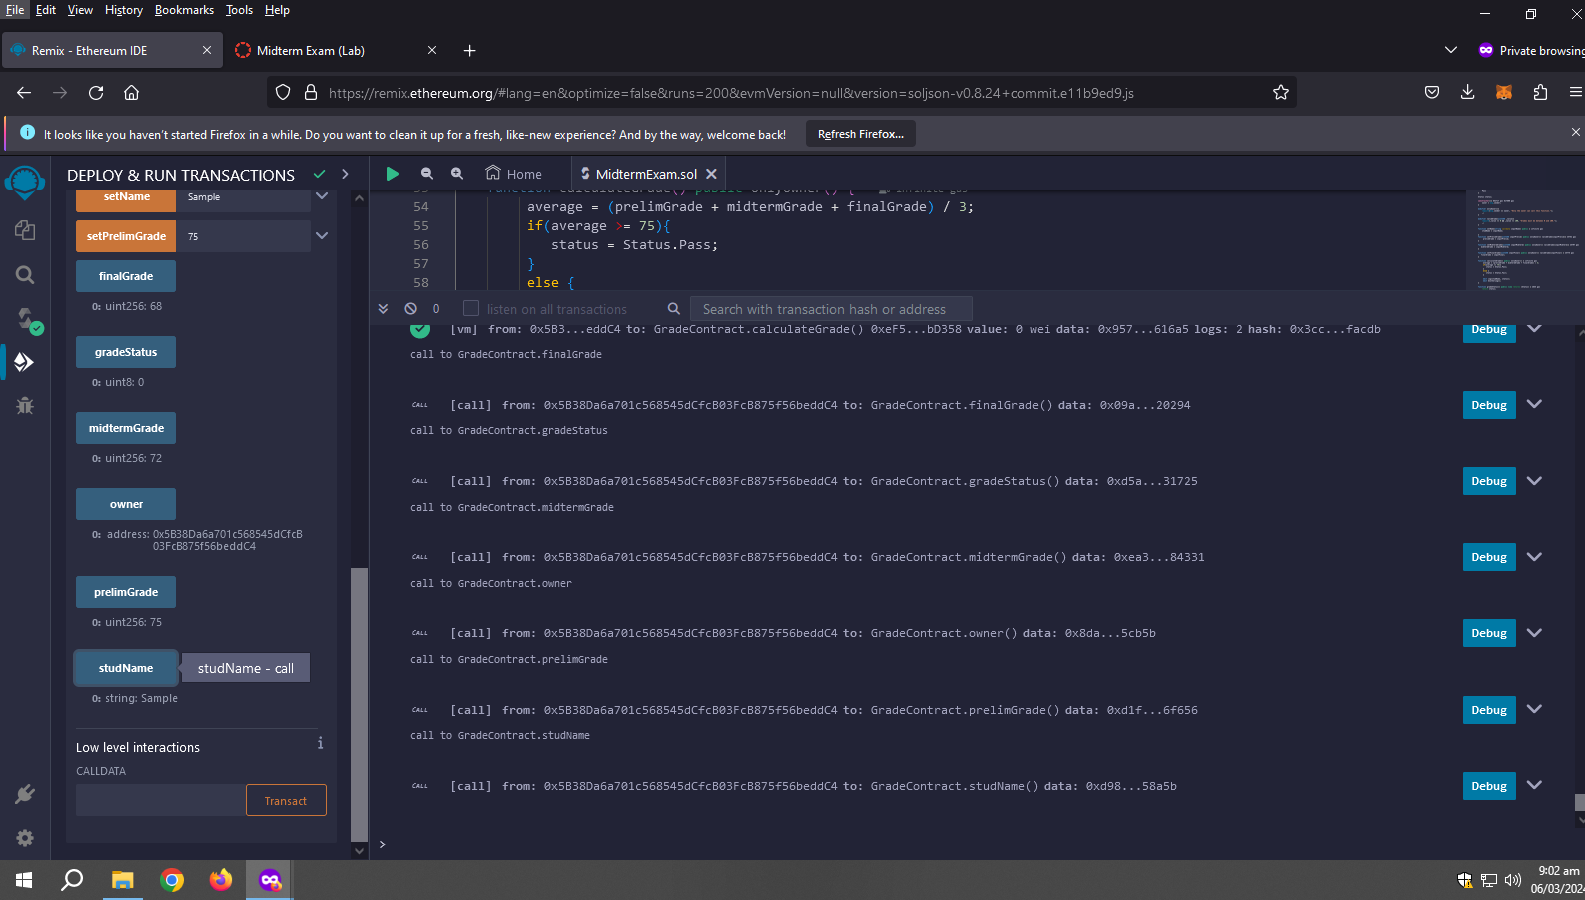 File Edit View History Bookmarks Tools Help
Remix - Ethereum IDE
Midterm Exam (Lab)
Private browsing
https://remix.ethereum.org/#lang=en&optimize=false&runs=200&evmVersion=null&version=soljson-v0.8.24+commit.e11b9ed9.js
It looks like you haven't started Firefox in a while. Do you want to clean it up for a fresh, like-new experience? And by the way, welcome back!
Refresh Firefox...
DEPLOY & RUN TRANSACTIONS
setName Sample
setPrelimGrade 75
finalGrade
0: uint256: 68
gradeStatus
0: uint8: 0
midtermGrade
0: uint256: 72
owner
0: address: 0x5B38Da6a701c568545dCfcB
03FcB875f56beddC4
prelimGrade
0: uint256: 75
studName
studName - call
0: string: Sample
Low level interactions
CALLDATA
Transact
Home
MidtermExam.sol
54 average = (prelimGrade + midtermGrade + finalGrade) / 3;
55 if(average >= 75){
56 status = Status.Pass;
57 }
58 else {
0 listen on all transactions
Search with transaction hash or address
[vm] from: 0x5B3...eddC4 to: GradeContract.calculateGrade() 0xef5...bD358 value: 0 wei data: 0x957...616a5 logs: 2 hash: 0x3cc...facdb
Debug
call to GradeContract.finalGrade
CALL [call] from: 0x5B38Da6a701c568545dCfcB03FcB875f56beddC4 to: GradeContract.finalGrade() data: 0x09a...20294
Debug
call to GradeContract.gradeStatus
CALL [call] from: 0x5B38Da6a701c568545dCfcB03FcB875f56beddC4 to: GradeContract.gradeStatus() data: 0xd5a...31725
Debug
call to GradeContract.midtermGrade
CALL [call] from: 0x5B38Da6a701c568545dCfcB03FcB875f56beddC4 to: GradeContract.midtermGrade() data: 0xea3...84331
Debug
call to GradeContract.owner
CALL [call] from: 0x5B38Da6a701c568545dCfcB03FcB875f56beddC4 to: GradeContract.owner() data: 0x8da...5cb5b
Debug
call to GradeContract.prelimGrade
CALL [call] from: 0x5B38Da6a701c568545dCfcB03FcB875f56beddC4 to: GradeContract.prelimGrade() data: 0xd1f...6f656
Debug
call to GradeContract.studName
CALL [call] from: 0x5B38Da6a701c568545dCfcB03FcB875f56beddC4 to: GradeContract.studName() data: 0xd98...58a5b
Debug
>
9:02 am
06/03/2024